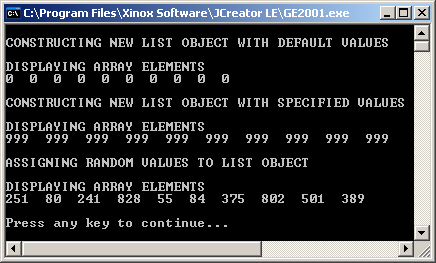 C:\Program Files\Xinox Software\JCreator LE\GE2001.exe
CONSTRUCTING NEW LIST OBJECT WITH DEFAULT VALUES
DISPLAYING ARRAY ELEMENTS
0 0 0 0 0 0 0 0 0 0
CONSTRUCTING NEW LIST OBJECT WITH SPECIFIED VALUES
DISPLAYING ARRAY ELEMENTS
999 999 999 999 999 999 999 999 999 999
ASSIGNING RANDOM VALUES TO LIST OBJECT
DISPLAYING ARRAY ELEMENTS
251 80 241 828 55 84 375 802 501 389
Press any key to continue...